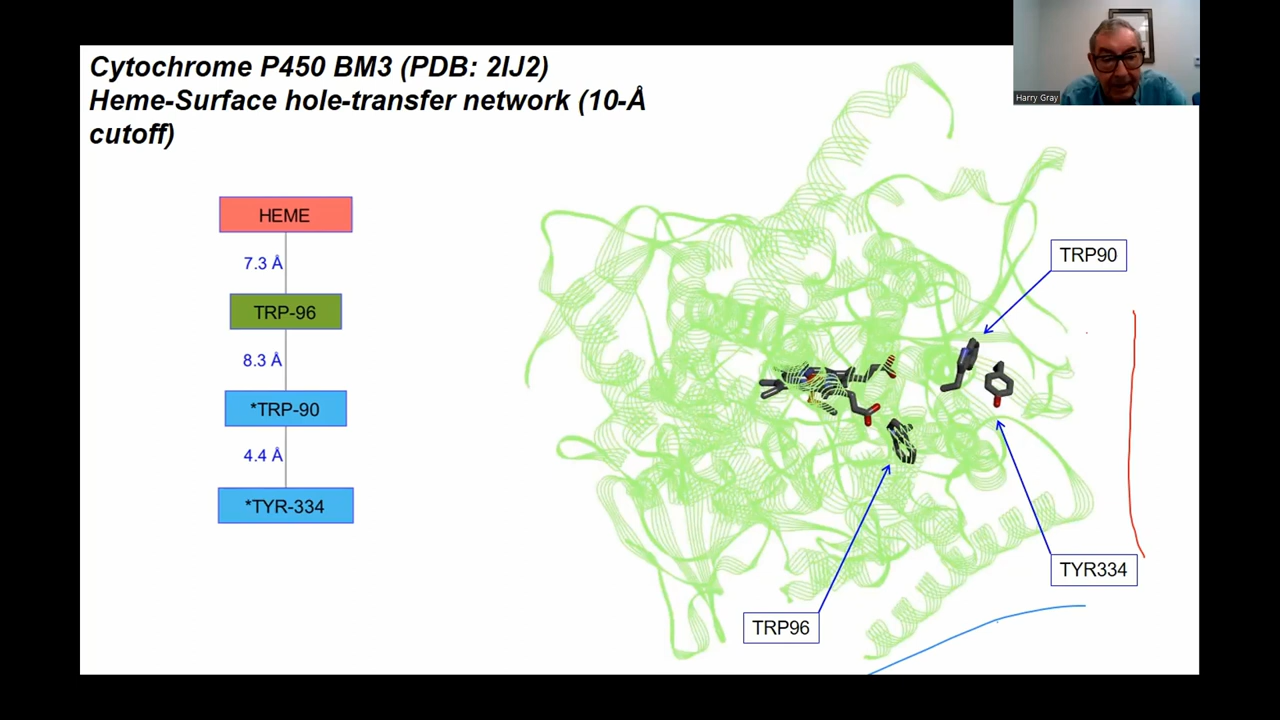 Cytochrome P450 BM3 (PDB: 2IJ2)
Heme-Surface hole-transfer network (10-Å
cutoff)
Harry Gray
HEME
7.3 Å
TRP-96
8.3 Å
*TRP-90
4.4 Å
*TYR-334
TRP90
TYR334
TRP96